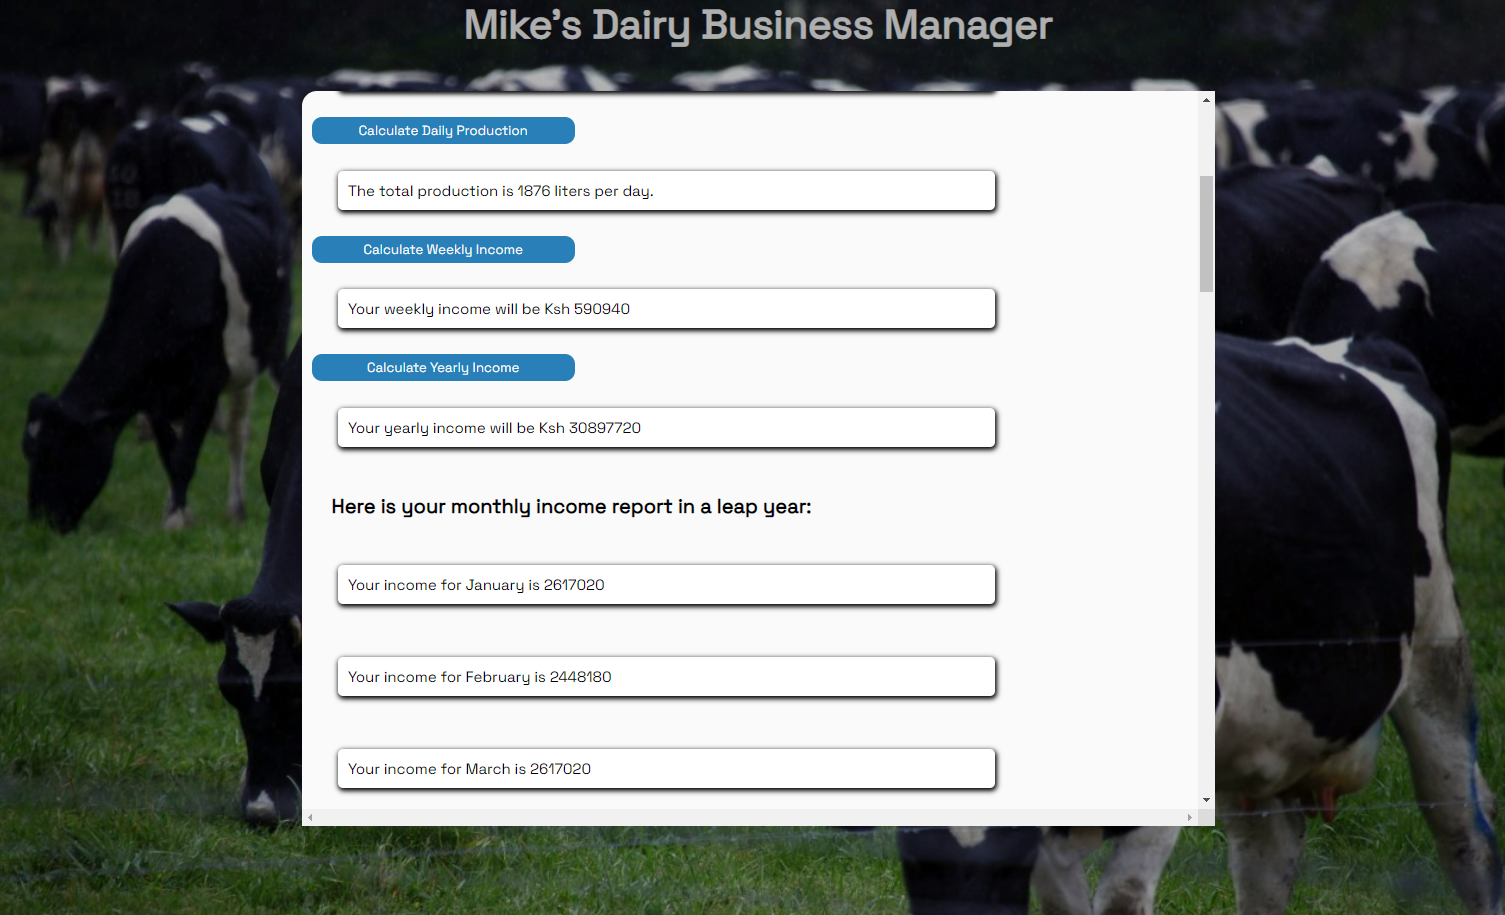 Mike's Dairy Business Manager
Calculate Daily Production
The total production is 1876 liters per day.
Calculate Weekly Income
Your weekly income will be Ksh 590940
Calculate Yearly Income
Your yearly income will be Ksh 30897720
Here is your monthly income report in a leap year:
Your income for January is 2617020
Your income for February is 2448180
Your income for March is 2617020